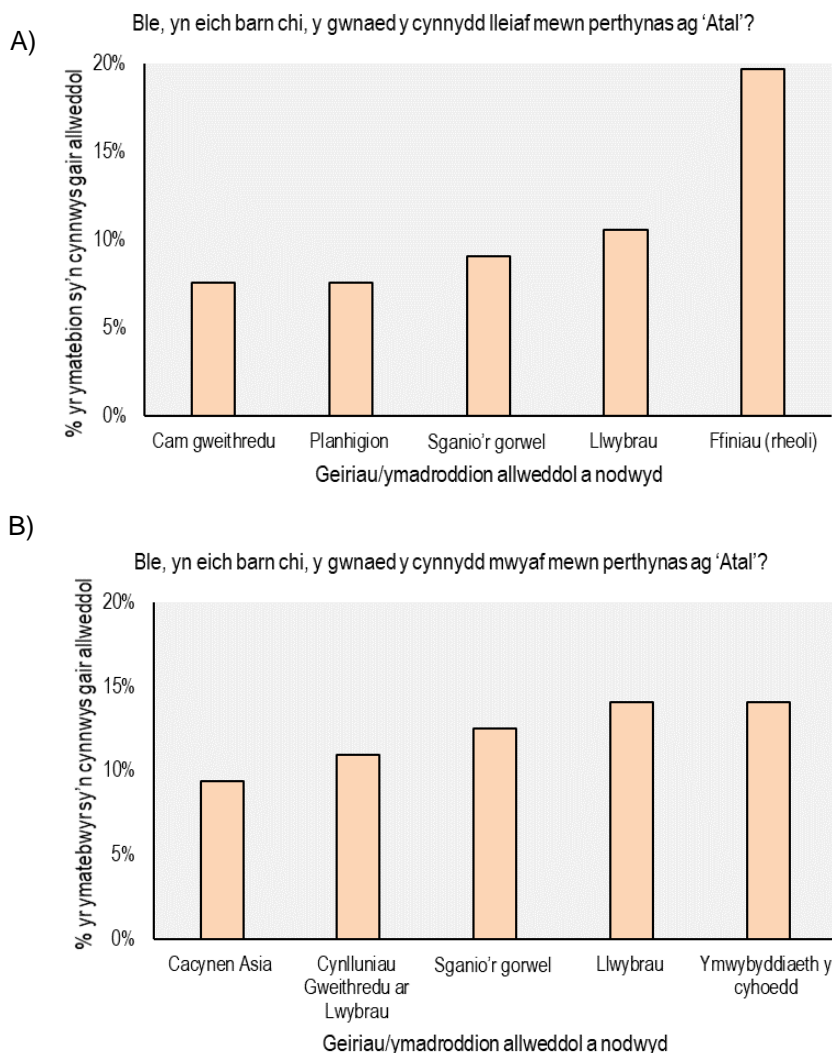 A)
Ble, yn eich barn chi, y gwnaed y cynnydd lleiaf mewn perthynas ag ‘Atal’?
% yr ymatebion sy’n cynnwys gair allweddol
20%
15%
10%
5%
0%
Cam gweithredu
Planhigion
Sganio’r gorwel
Llwybrau
Ffiniau (rheoli)
Geiriau/ymadroddion allweddol a nodwyd
B)
Ble, yn eich barn chi, y gwnaed y cynnydd mwyaf mewn perthynas ag ‘Atal’?
% yr ymatebwyr sy’n cynnwys gair allweddol
20%
15%
10%
5%
0%
Cacynen Asia
Cynlluniau
Gweithredu ar
Lwybrau
Sganio’r gorwel
Llwybrau
Ymwybyddiaeth y
cyhoedd
Geiriau/ymadroddion allweddol a nodwyd